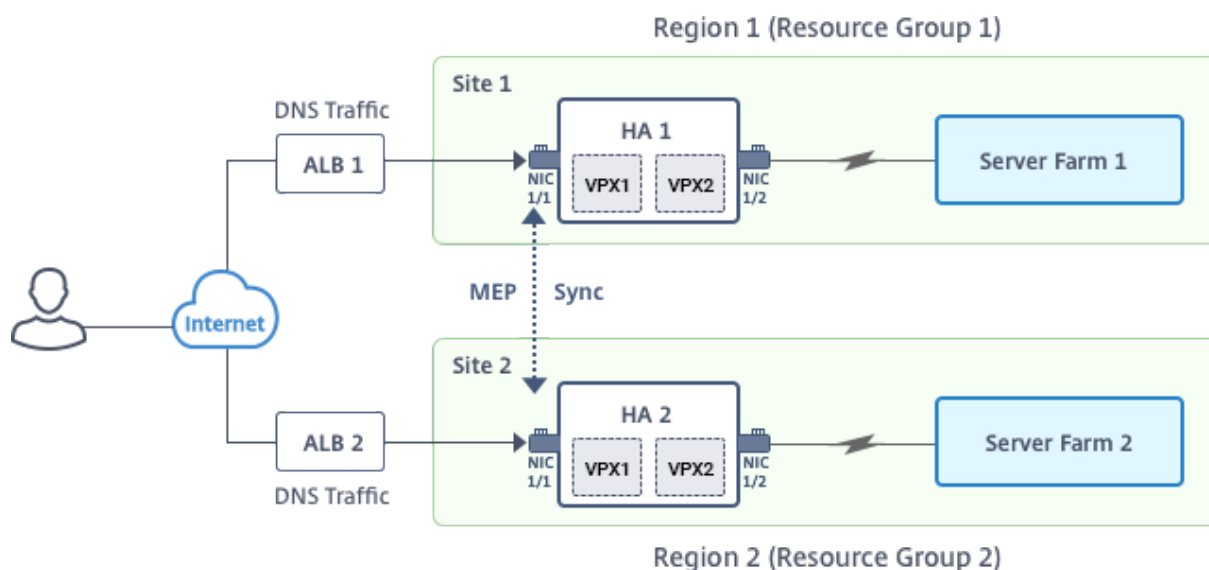 Region 1 (Resource Group 1)
Site 1
DNS Traffic
ALB 1
HA 1
VPX1
VPX2
NIC
1/1
NIC
1/2
Server Farm 1
Internet
MEP
Sync
Site 2
ALB 2
DNS Traffic
HA 2
VPX1
VPX2
NIC
1/1
NIC
1/2
Server Farm 2
Region 2 (Resource Group 2)